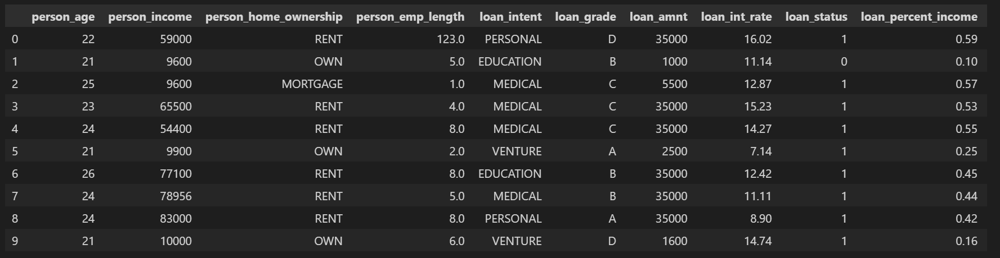 person_age person_income person_home_ownership person_emp_length loan_intent loan_grade loan_amnt loan_int_rate loan_status loan_percent_income
0 22 59000 RENT 123.0 PERSONAL D 35000 16.02 1 0.59
1 21 9600 OWN 5.0 EDUCATION B 1000 11.14 0 0.10
2 25 9600 MORTGAGE 1.0 MEDICAL C 5500 12.87 1 0.57
3 23 65500 RENT 4.0 MEDICAL C 35000 15.23 1 0.53
4 24 54400 RENT 8.0 MEDICAL C 35000 14.27 1 0.55
5 21 9900 OWN 2.0 VENTURE A 2500 7.14 1 0.25
6 26 77100 RENT 8.0 EDUCATION B 35000 12.42 1 0.45
7 24 78956 RENT 5.0 MEDICAL B 35000 11.11 1 0.44
8 24 83000 RENT 8.0 PERSONAL A 35000 8.90 1 0.42
9 21 10000 OWN 6.0 VENTURE D 1600 14.74 1 0.16